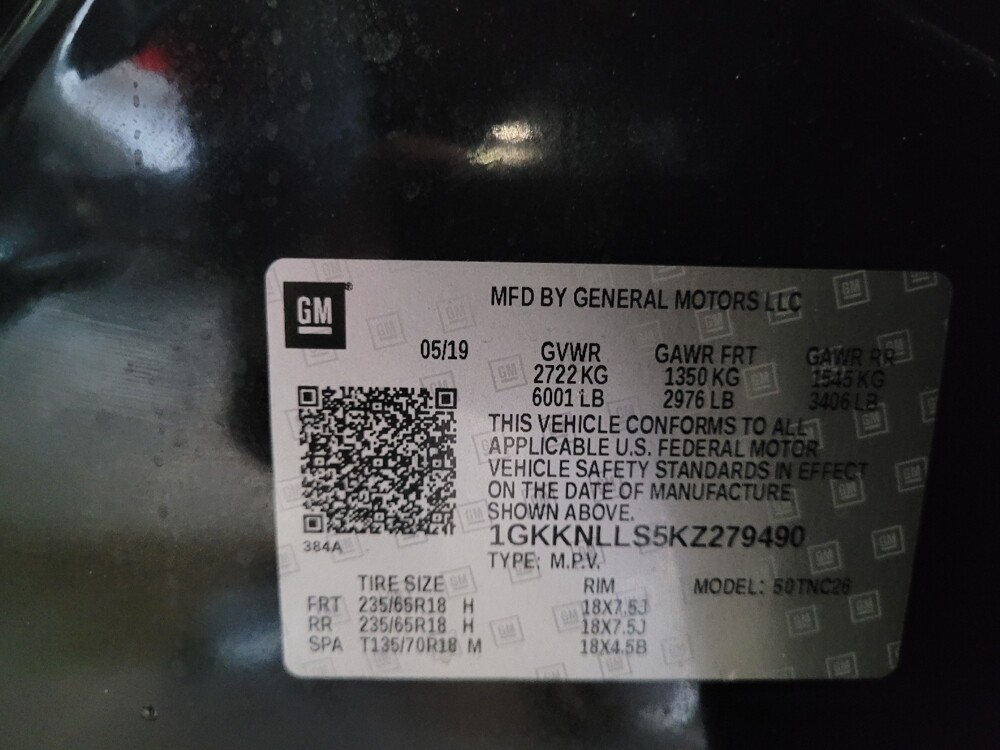 GM
MFD BY GENERAL MOTORS LLC
05/19 GVWR GAWR FRT GAWR RR
2722 KG 1350 KG 1545 KG
6001 LB 2976 LB 3406 LB
THIS VEHICLE CONFORMS TO ALL
APPLICABLE U.S. FEDERAL MOTOR
VEHICLE SAFETY STANDARDS IN EFFECT
ON THE DATE OF MANUFACTURE
SHOWN ABOVE.
1GKKNLLS5KZ279490
384A
TYPE: M.P.V.
TIRE SIZE RIM MODEL: 50TNC26
FRT 235/65R18 H 18X7.5J
RR 235/65R18 H 18X7.5J
SPA T135/70R18 M 18X4.5B